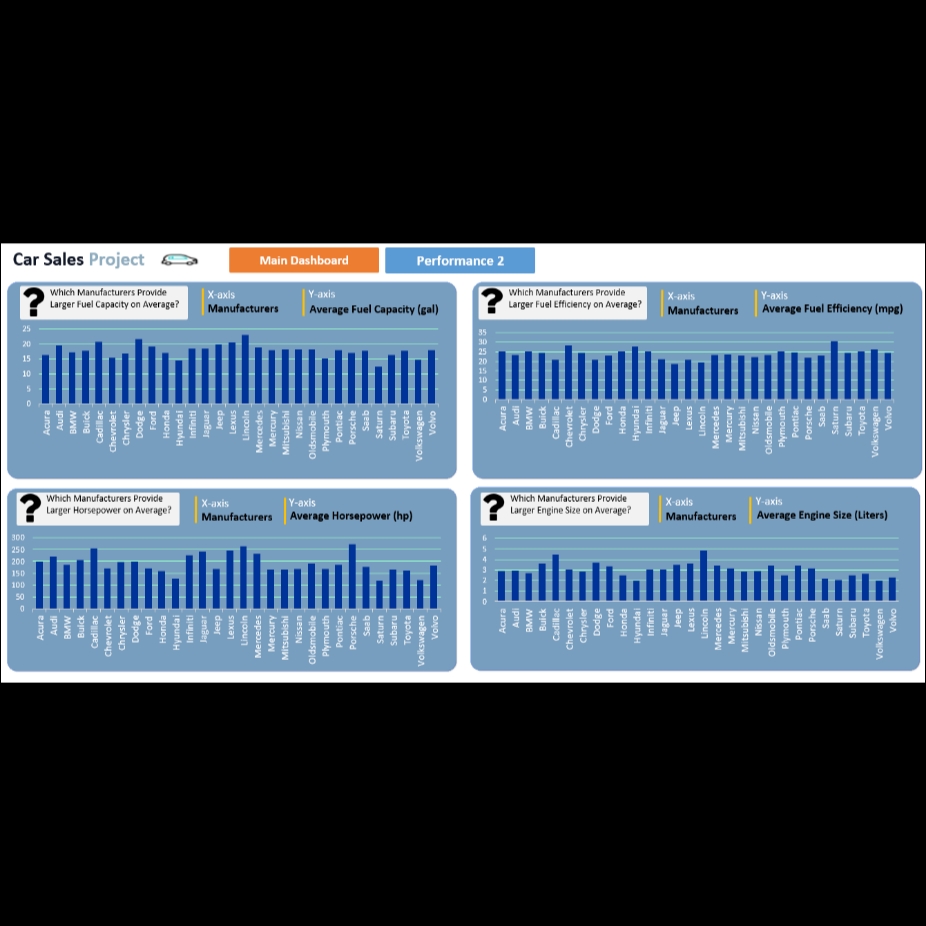 Car Sales Project
Main Dashboard
Performance 2
?
Which Manufacturers Provide
Larger Fuel Capacity on Average?
X-axis
Manufacturers
Y-axis
Average Fuel Capacity (gal)
25
20
15
10
5
0
Acura
Audi
BMW
Buick
Cadillac
Chevrolet
Chrysler
Dodge
Ford
Honda
Hyundai
Infiniti
Jaguar
Jeep
Lexus
Lincoln
Mercedes
Mercury
Mitsubishi
Nissan
Oldsmobile
Plymouth
Pontiac
Porsche
Saab
Saturn
Subaru
Toyota
Volkswagen
Volvo
?
Which Manufacturers Provide
Larger Fuel Efficiency on Average?
X-axis
Manufacturers
Y-axis
Average Fuel Efficiency (mpg)
35
30
25
20
15
10
5
0
Acura
Audi
BMW
Buick
Cadillac
Chevrolet
Chrysler
Dodge
Ford
Honda
Hyundai
Infiniti
Jaguar
Jeep
Lexus
Lincoln
Mercedes
Mercury
Mitsubishi
Nissan
Oldsmobile
Plymouth
Pontiac
Porsche
Saab
Saturn
Subaru
Toyota
Volkswagen
Volvo
?
Which Manufacturers Provide
Larger Horsepower on Average?
X-axis
Manufacturers
Y-axis
Average Horsepower (hp)
300
250
200
150
100
50
0
Acura
Audi
BMW
Buick
Cadillac
Chevrolet
Chrysler
Dodge
Ford
Honda
Hyundai
Infiniti
Jaguar
Jeep
Lexus
Lincoln
Mercedes
Mercury
Mitsubishi
Nissan
Oldsmobile
Plymouth
Pontiac
Porsche
Saab
Saturn
Subaru
Toyota
Volkswagen
Volvo
?
Which Manufacturers Provide
Larger Engine Size on Average?
X-axis
Manufacturers
Y-axis
Average Engine Size (Liters)
6
5
4
3
2
1
0
Acura
Audi
BMW
Buick
Cadillac
Chevrolet
Chrysler
Dodge
Ford
Honda
Hyundai
Infiniti
Jaguar
Jeep
Lexus
Lincoln
Mercedes
Mercury
Mitsubishi
Nissan
Oldsmobile
Plymouth
Pontiac
Porsche
Saab
Saturn
Subaru
Toyota
Volkswagen
Volvo